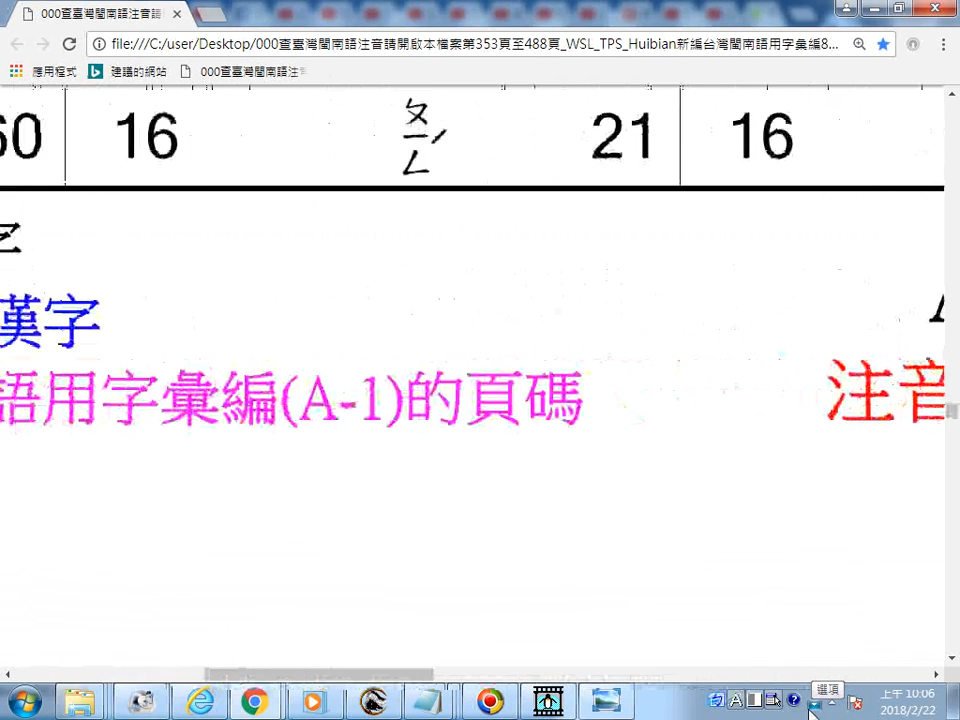 000查臺灣閩南語注音請
file:///C:/user/Desktop/000查臺灣閩南語注音請開啟本檔案第353頁至488頁_WSL_TPS_Huibian新編台灣閩南語用字彙編8...
應用程式 建議的網站 000查臺灣閩南語注
60 16 ㄆㄧㄥˊ 21 16
漢字
語用字彙編(A-1)的頁碼 注音
選項
上午 10:06
2018/2/22